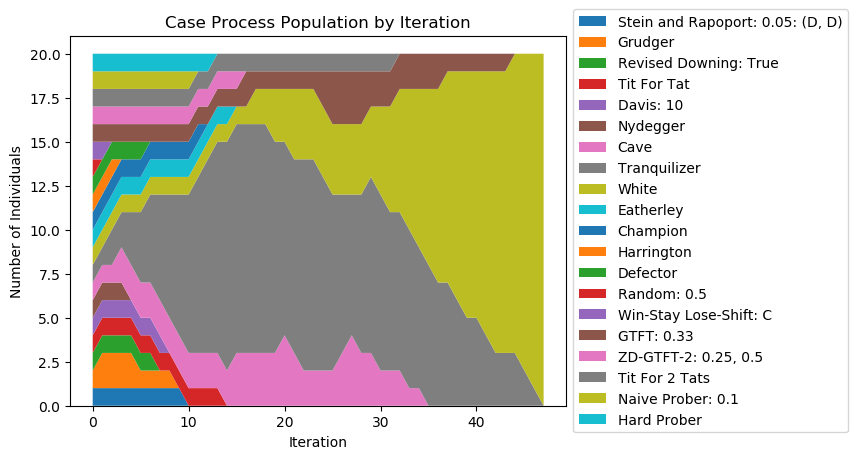 Case Process Population by Iteration
20.0
17.5
15.0
12.5
10.0
7.5
5.0
2.5
0.0
Number of Individuals
0
10
20
30
40
Iteration
Stein and Rapoport: 0.05: (D, D)
Grudger
Revised Downing: True
Tit For Tat
Davis: 10
Nydegger
Cave
Tranquilizer
White
Eatherley
Champion
Harrington
Defector
Random: 0.5
Win-Stay Lose-Shift: C
GTFT: 0.33
ZD-GTFT-2: 0.25, 0.5
Tit For 2 Tats
Naive Prober: 0.1
Hard Prober